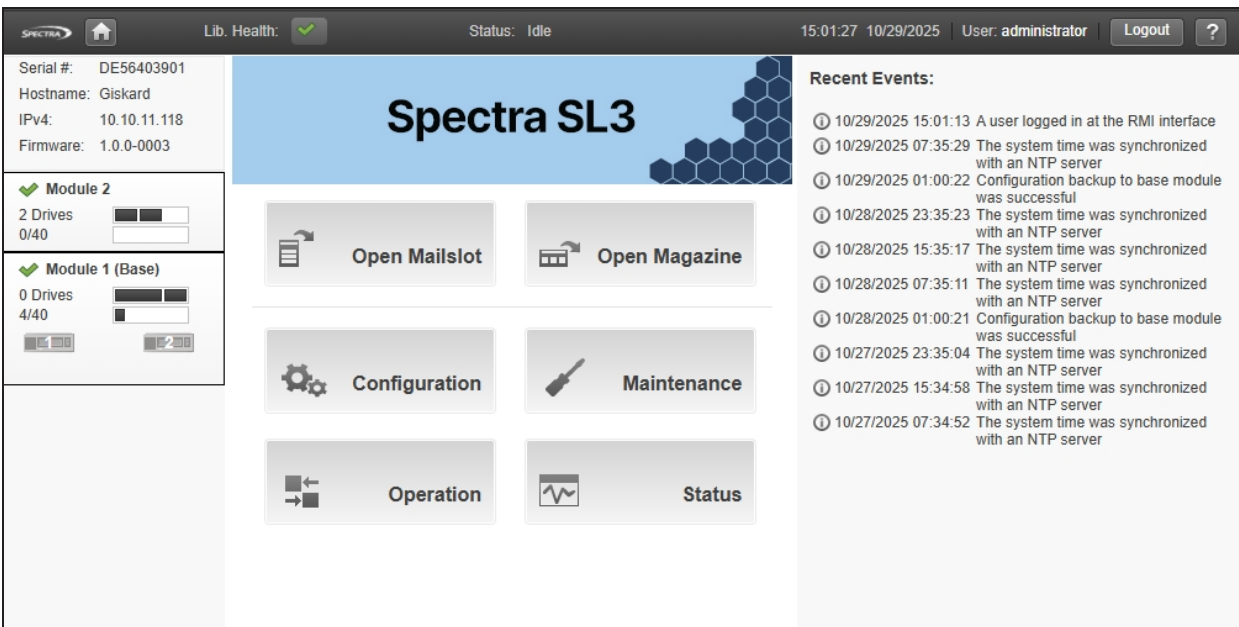 SPECTRA Lib. Health: Status: Idle 15:01:27 10/29/2025 User: administrator Logout ?
Serial #: DE56403901
Hostname: Giskard
IPv4: 10.10.11.118
Firmware: 1.0.0-0003
Module 2
2 Drives
0/40
Module 1 (Base)
0 Drives
4/40
1 2
Spectra SL3
Open Mailslot Open Magazine
Configuration Maintenance
Operation Status
Recent Events:
10/29/2025 15:01:13 A user logged in at the RMI interface
10/29/2025 07:35:29 The system time was synchronized
with an NTP server
10/29/2025 01:00:22 Configuration backup to base module
was successful
10/28/2025 23:35:23 The system time was synchronized
with an NTP server
10/28/2025 15:35:17 The system time was synchronized
with an NTP server
10/28/2025 07:35:11 The system time was synchronized
with an NTP server
10/28/2025 01:00:21 Configuration backup to base module
was successful
10/27/2025 23:35:04 The system time was synchronized
with an NTP server
10/27/2025 15:34:58 The system time was synchronized
with an NTP server
10/27/2025 07:34:52 The system time was synchronized
with an NTP server